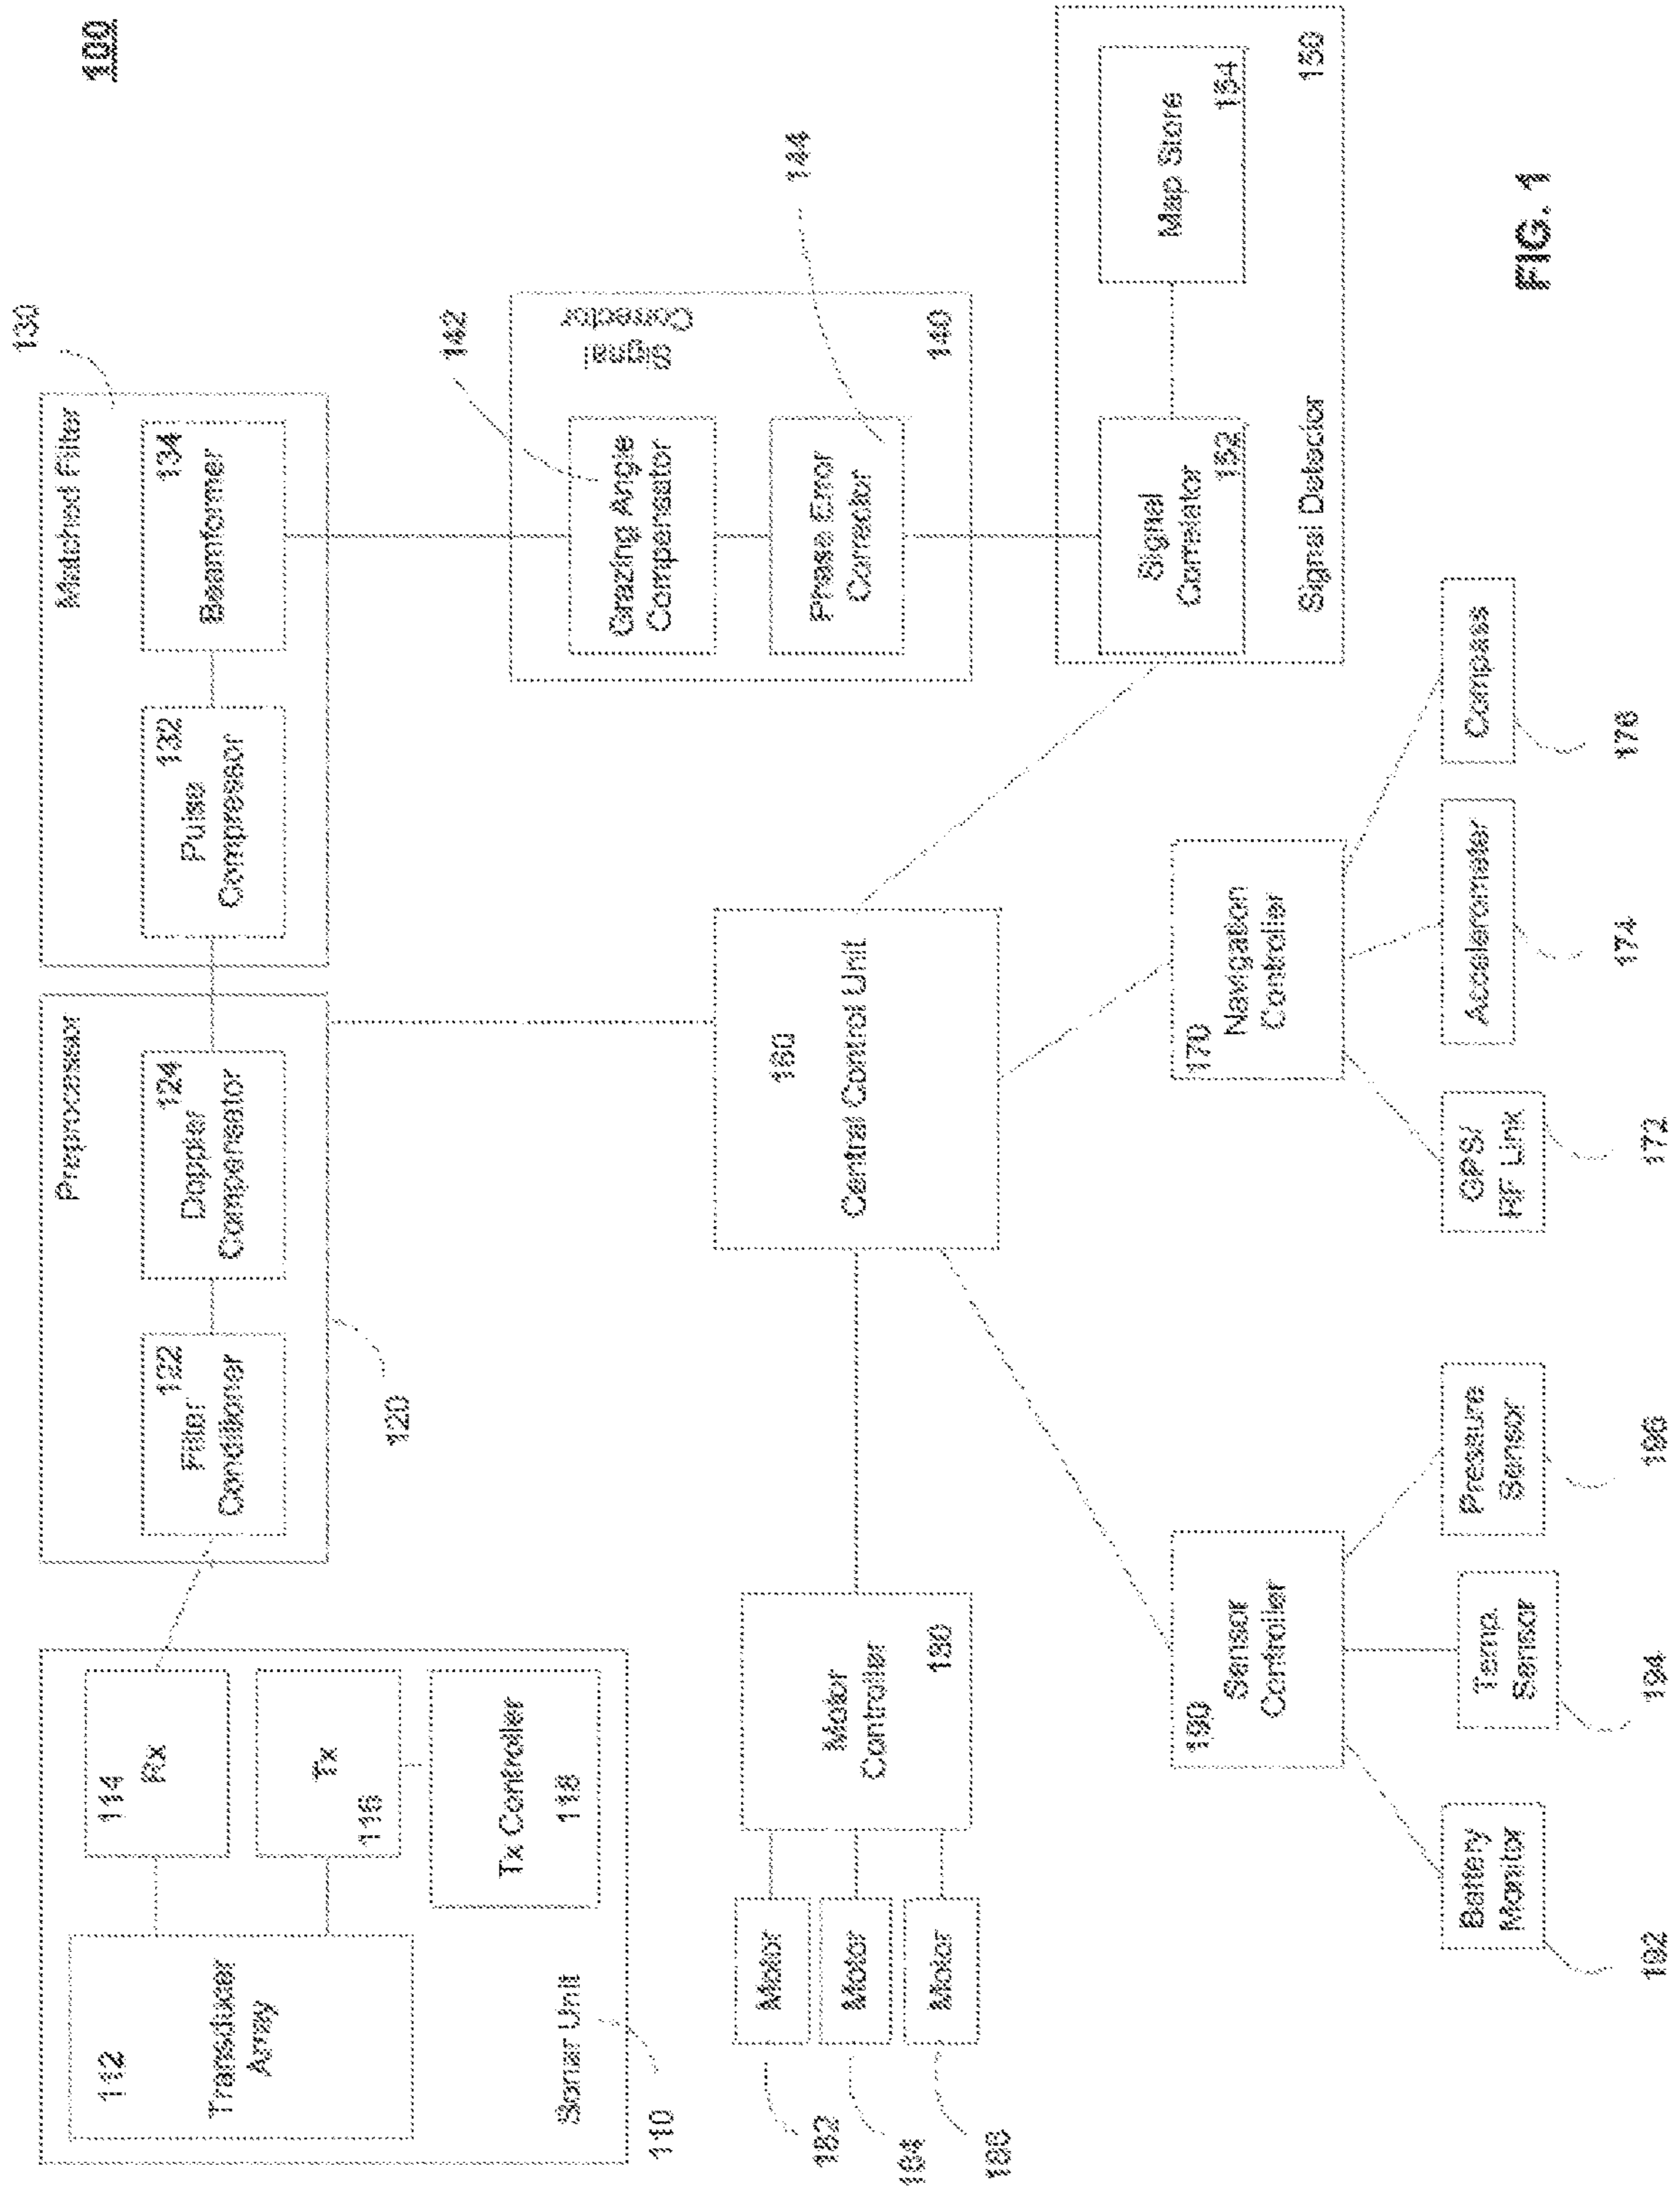 100
Sonar Unit
110
112
Transducer
Array
114
Rx
Tx
116
Tx Controller
118
Preprocessor
120
122
Filter
Conditioner
124
Doppler
Compensator
Matched Filter
130
132
Pulse
Compressor
134
Beamformer
142
Signal
Corrector
Grazing Angle
Compensator
144
Phase Error
Corrector
140
Signal
Correlator
152
Map Store
154
Signal Detector
150
160
Central Control Unit
Motor
Controller
180
Motor
182
Motor
184
Motor
186
190
Sensor
Controller
Battery
Monitor
192
Temp.
Sensor
194
Pressure
Sensor
196
170
Navigation
Controller
GPS/
RF Link
172
Accelerometer
174
Compass
176
FIG. 1